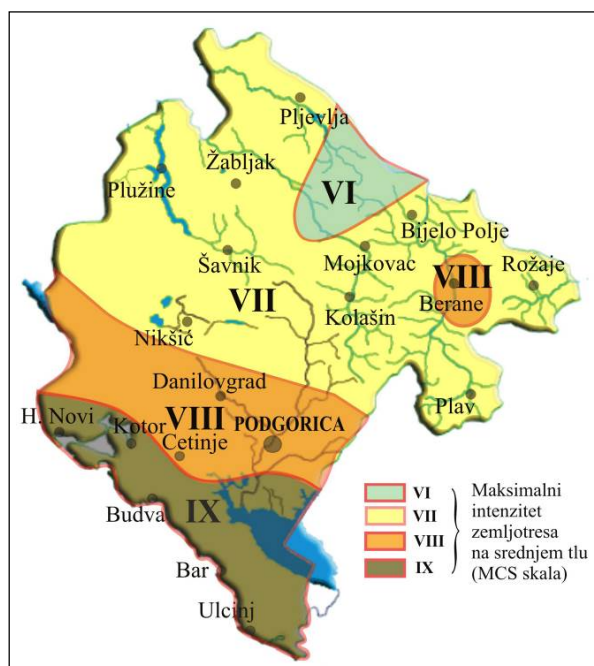 Pljevlja
Žabljak
VI
Plužine
Bijelo Polje
Šavnik
Mojkovac
VIII
Rožaje
VII
Berane
Kolašin
Nikšić
Danilovgrad
Plav
H. Novi
Kotor
VIII
PODGORICA
Cetinje
Budva
IX
Bar
Ulcinj
VI
VII
VIII
IX
Maksimalni
intenzitet
zemljotresa
na srednjem tlu
(MCS skala)